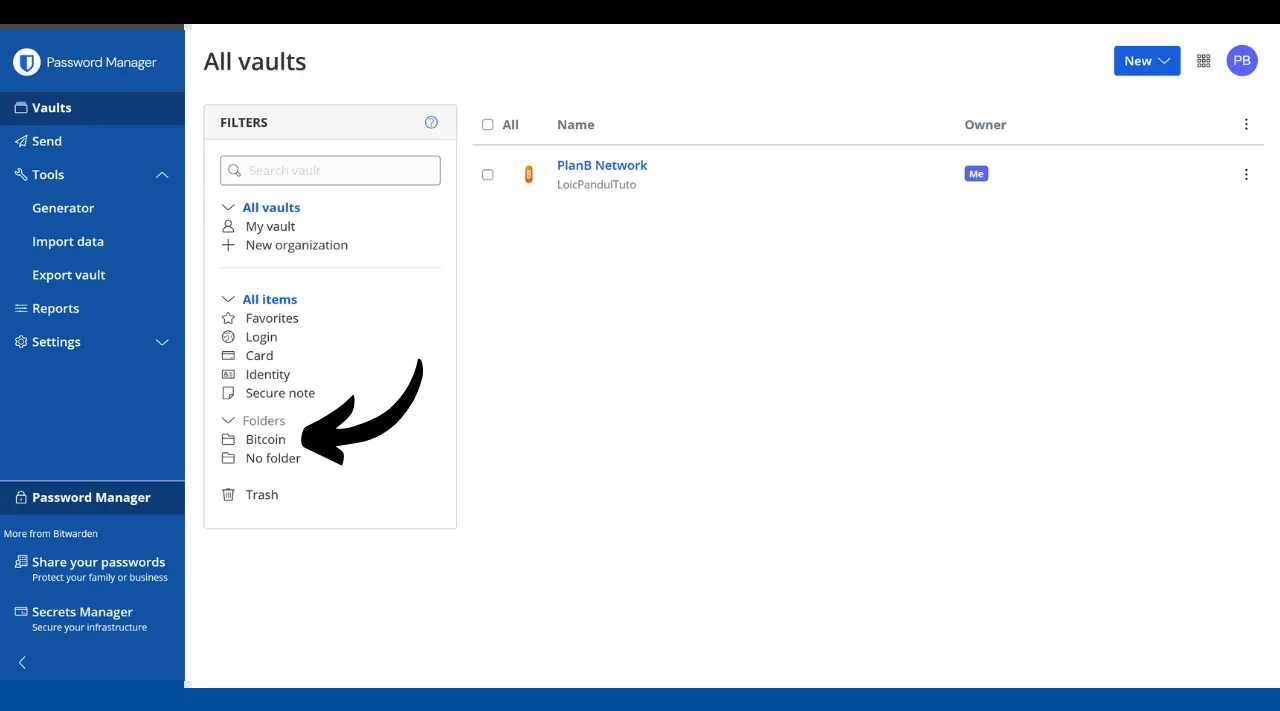 Password Manager
Vaults
Send
Tools
Generator
Import data
Export vault
Reports
Settings
Password Manager
More from Bitwarden
Share your passwords
Protect your family or business
Secrets Manager
Secure your infrastructure
All vaults
New
PB
FILTERS
Search vault
All vaults
My vault
New organization
All items
Favorites
Login
Card
Identity
Secure note
Folders
Bitcoin
No folder
Trash
All Name Owner
PlanB Network Me
LoicPandulTuto